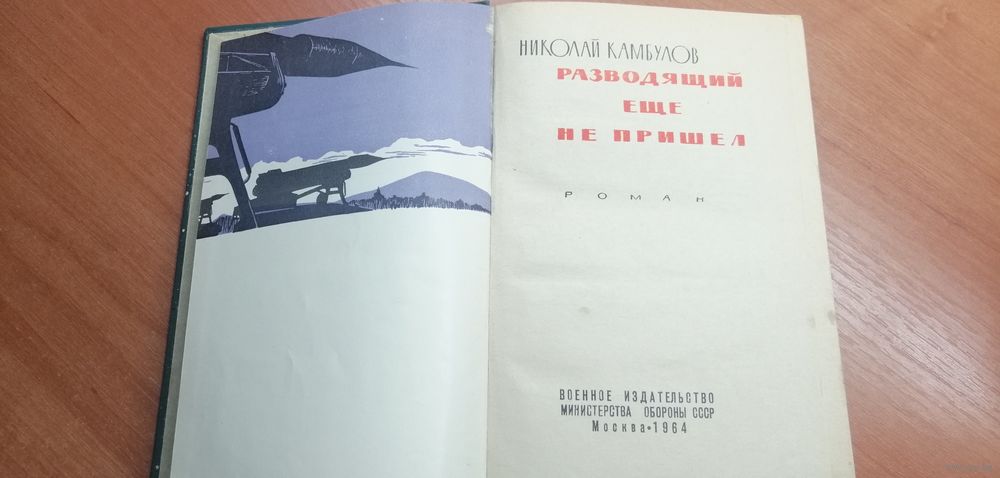 НИКОЛАЙ КАМБУЛОВ
РАЗВОДЯЩИЙ
ЕЩЕ
НЕ ПРИШЕЛ
РОМАН
ВОЕННОЕ ИЗДАТЕЛЬСТВО
МИНИСТЕРСТВА ОБОРОНЫ СССР
Москва•1964